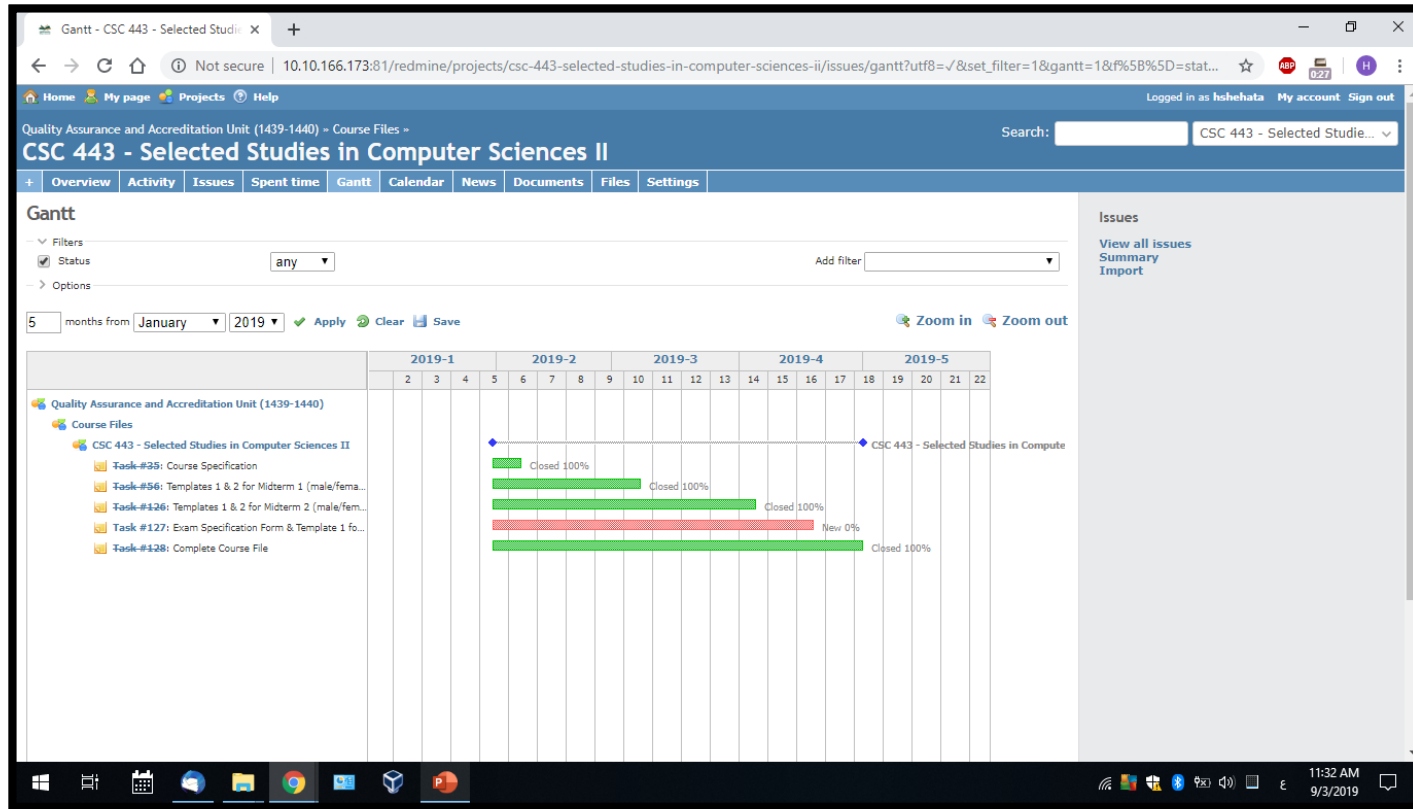 Gantt - CSC 443 - Selected Studie
Not secure | 10.10.166.173:81/redmine/projects/csc-443-selected-studies-in-computer-sciences-ii/issues/gantt?utf8=✓&set_filter=1&gantt=1&f%5B%5D=stat...
ABP 0:27 H
Home My page Projects Help Logged in as hshehata My account Sign out
Quality Assurance and Accreditation Unit (1439-1440) » Course Files »
Search: CSC 443 - Selected Studie...
CSC 443 - Selected Studies in Computer Sciences II
+ Overview Activity Issues Spent time Gantt Calendar News Documents Files Settings
Gantt
Filters
Status any Add filter
Options
5 months from January 2019 Apply Clear Save Zoom in Zoom out
2019-1 2019-2 2019-3 2019-4 2019-5
2 3 4 5 6 7 8 9 10 11 12 13 14 15 16 17 18 19 20 21 22
Quality Assurance and Accreditation Unit (1439-1440)
Course Files
CSC 443 - Selected Studies in Computer Sciences II CSC 443 - Selected Studies in Compute
Task #35: Course Specification Closed 100%
Task #56: Templates 1 & 2 for Midterm 1 (male/fema... Closed 100%
Task #126: Templates 1 & 2 for Midterm 2 (male/fem... Closed 100%
Task #127: Exam Specification Form & Template 1 fo... New 0%
Task #128: Complete Course File Closed 100%
Issues
View all issues
Summary
Import
ع
11:32 AM
9/3/2019